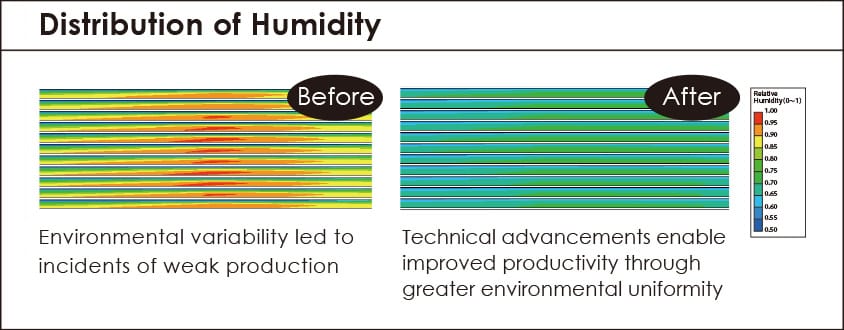 Distribution of Humidity
Before
After
Relative
Humidity(0~1)
1.00
0.95
0.90
0.85
0.80
0.75
0.70
0.65
0.60
0.55
0.50
Environmental variability led to
incidents of weak production
Technical advancements enable
improved productivity through
greater environmental uniformity